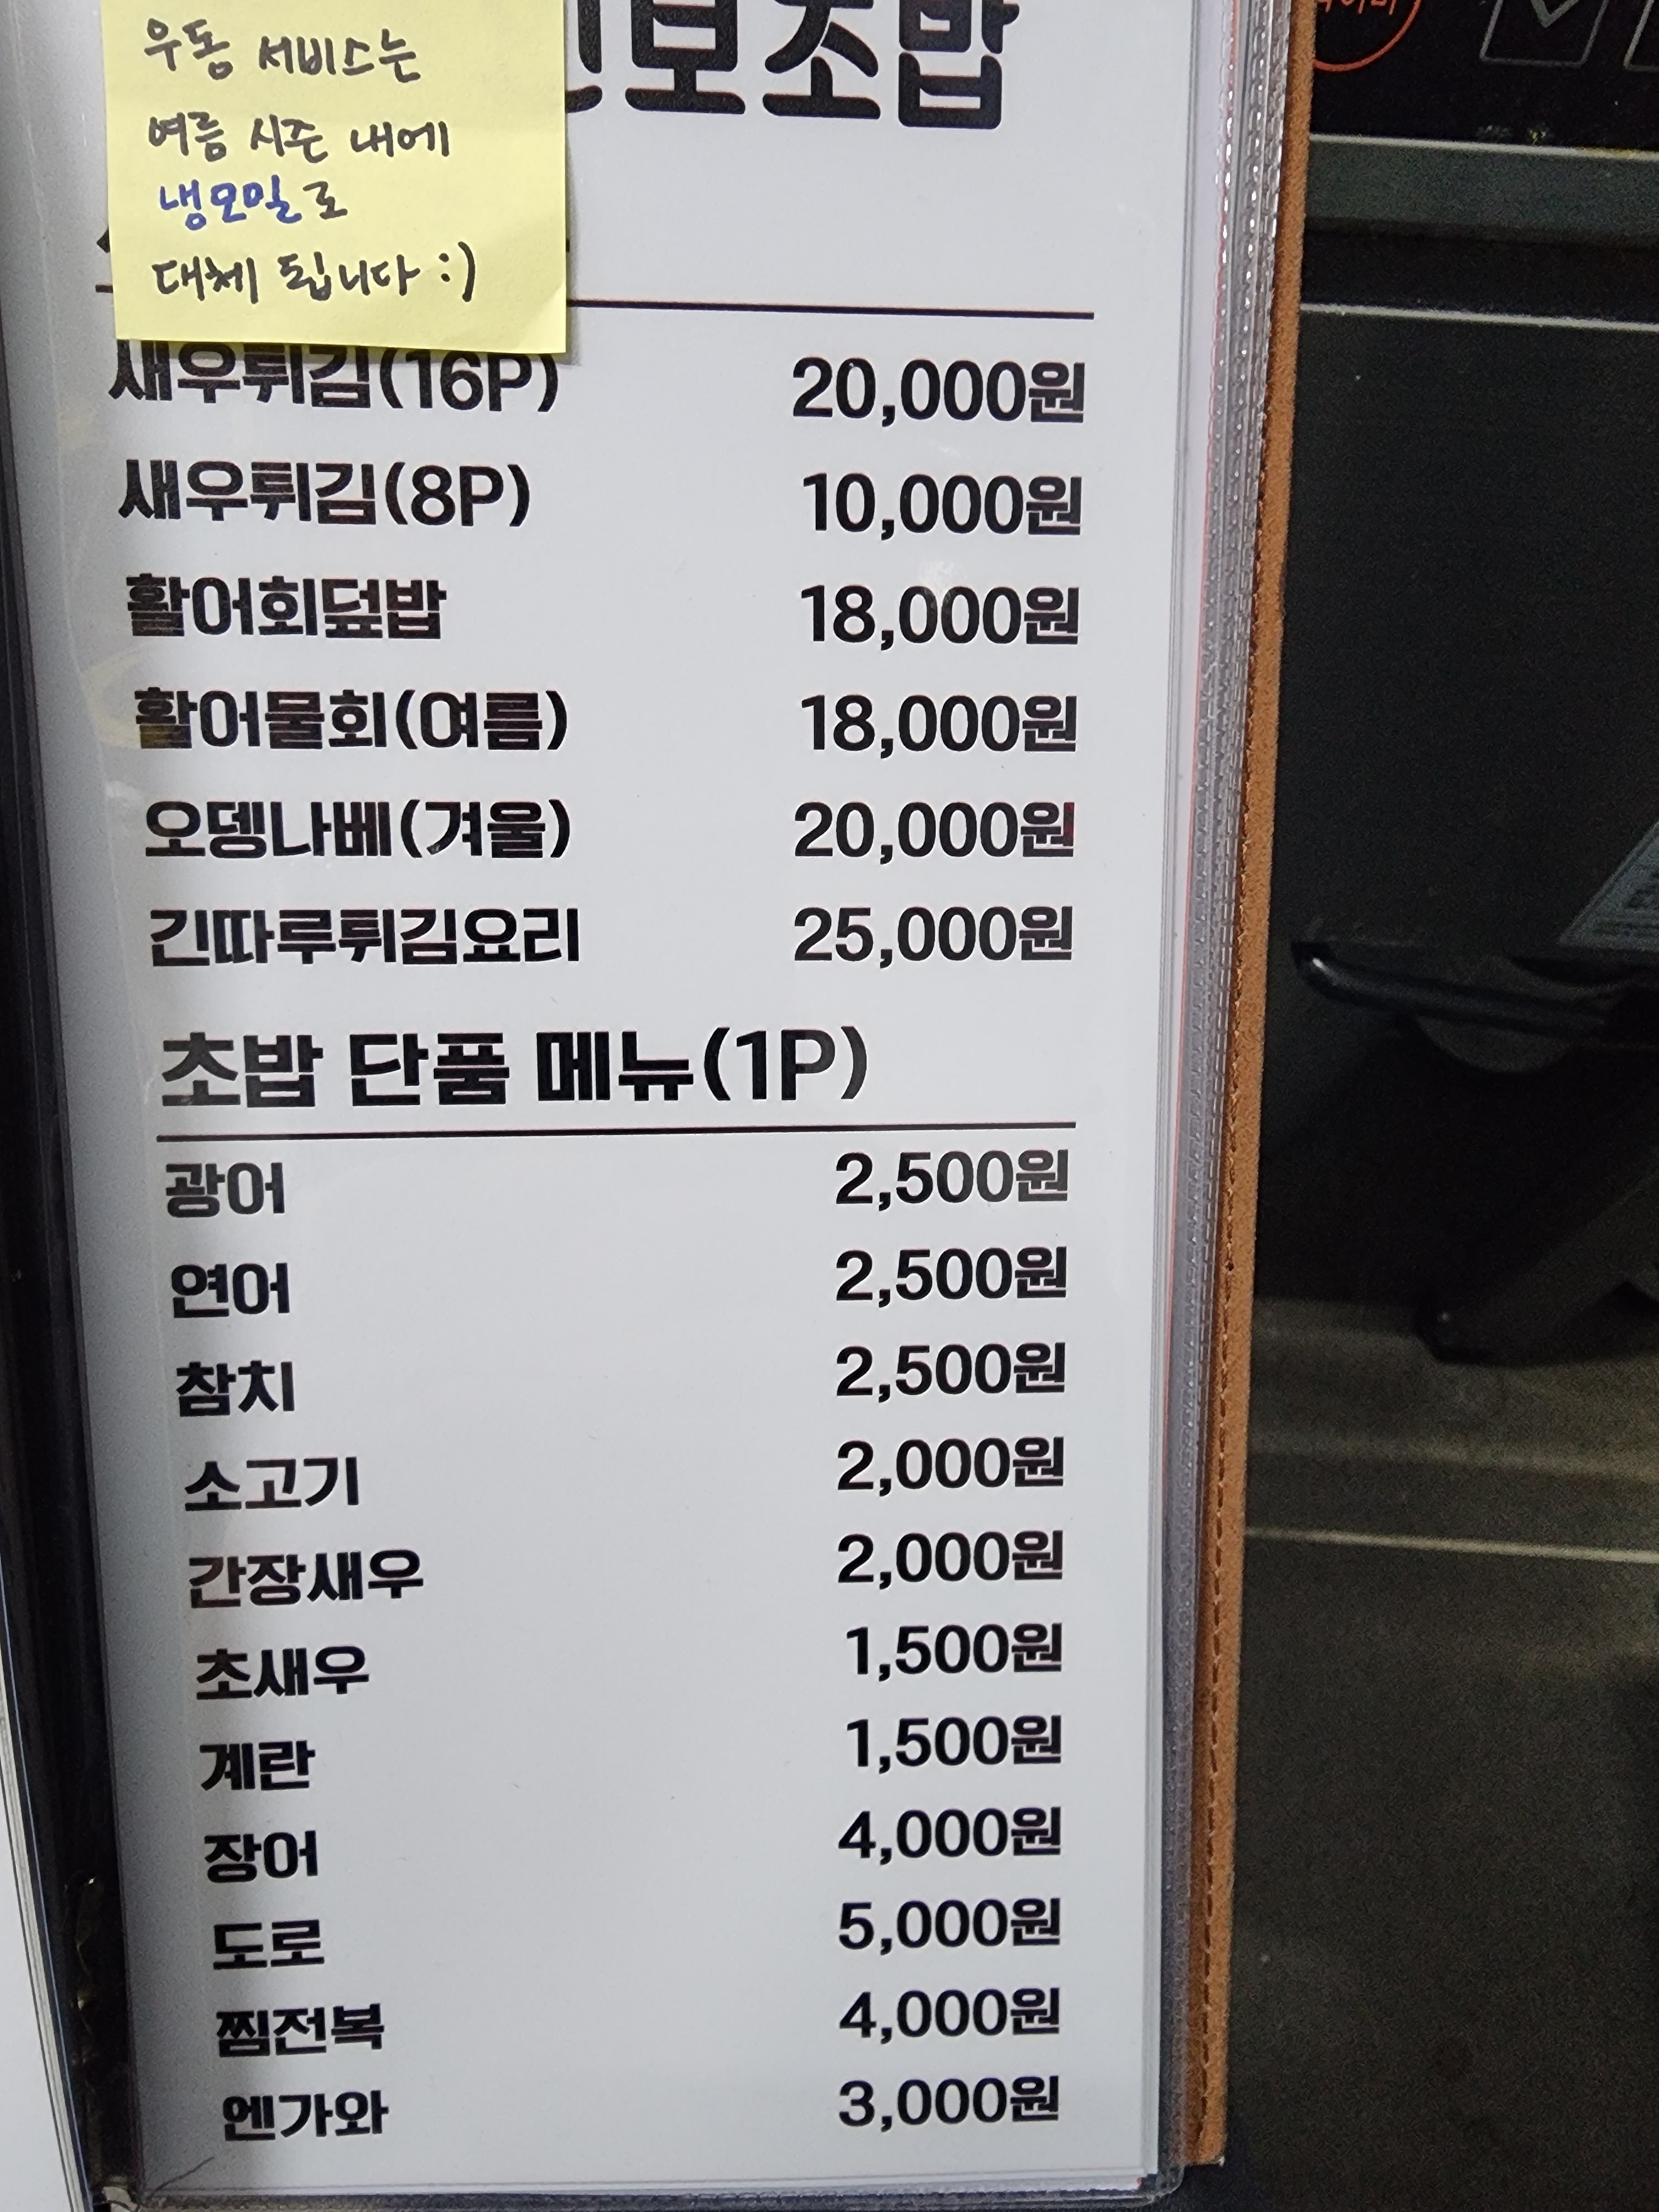 우동 서비스는
여름 시즌 내에
냉모밀로
대체 됩니다 :)
보초밥
새우튀김(16P) 20,000원
새우튀김(8P) 10,000원
활어회덮밥 18,000원
활어물회(여름) 18,000원
오뎅나베(겨울) 20,000원
긴따루튀김요리 25,000원
초밥 단품 메뉴(1P)
광어 2,500원
연어 2,500원
참치 2,500원
소고기 2,000원
간장새우 2,000원
초새우 1,500원
계란 1,500원
장어 4,000원
도로 5,000원
찜전복 4,000원
엔가와 3,000원